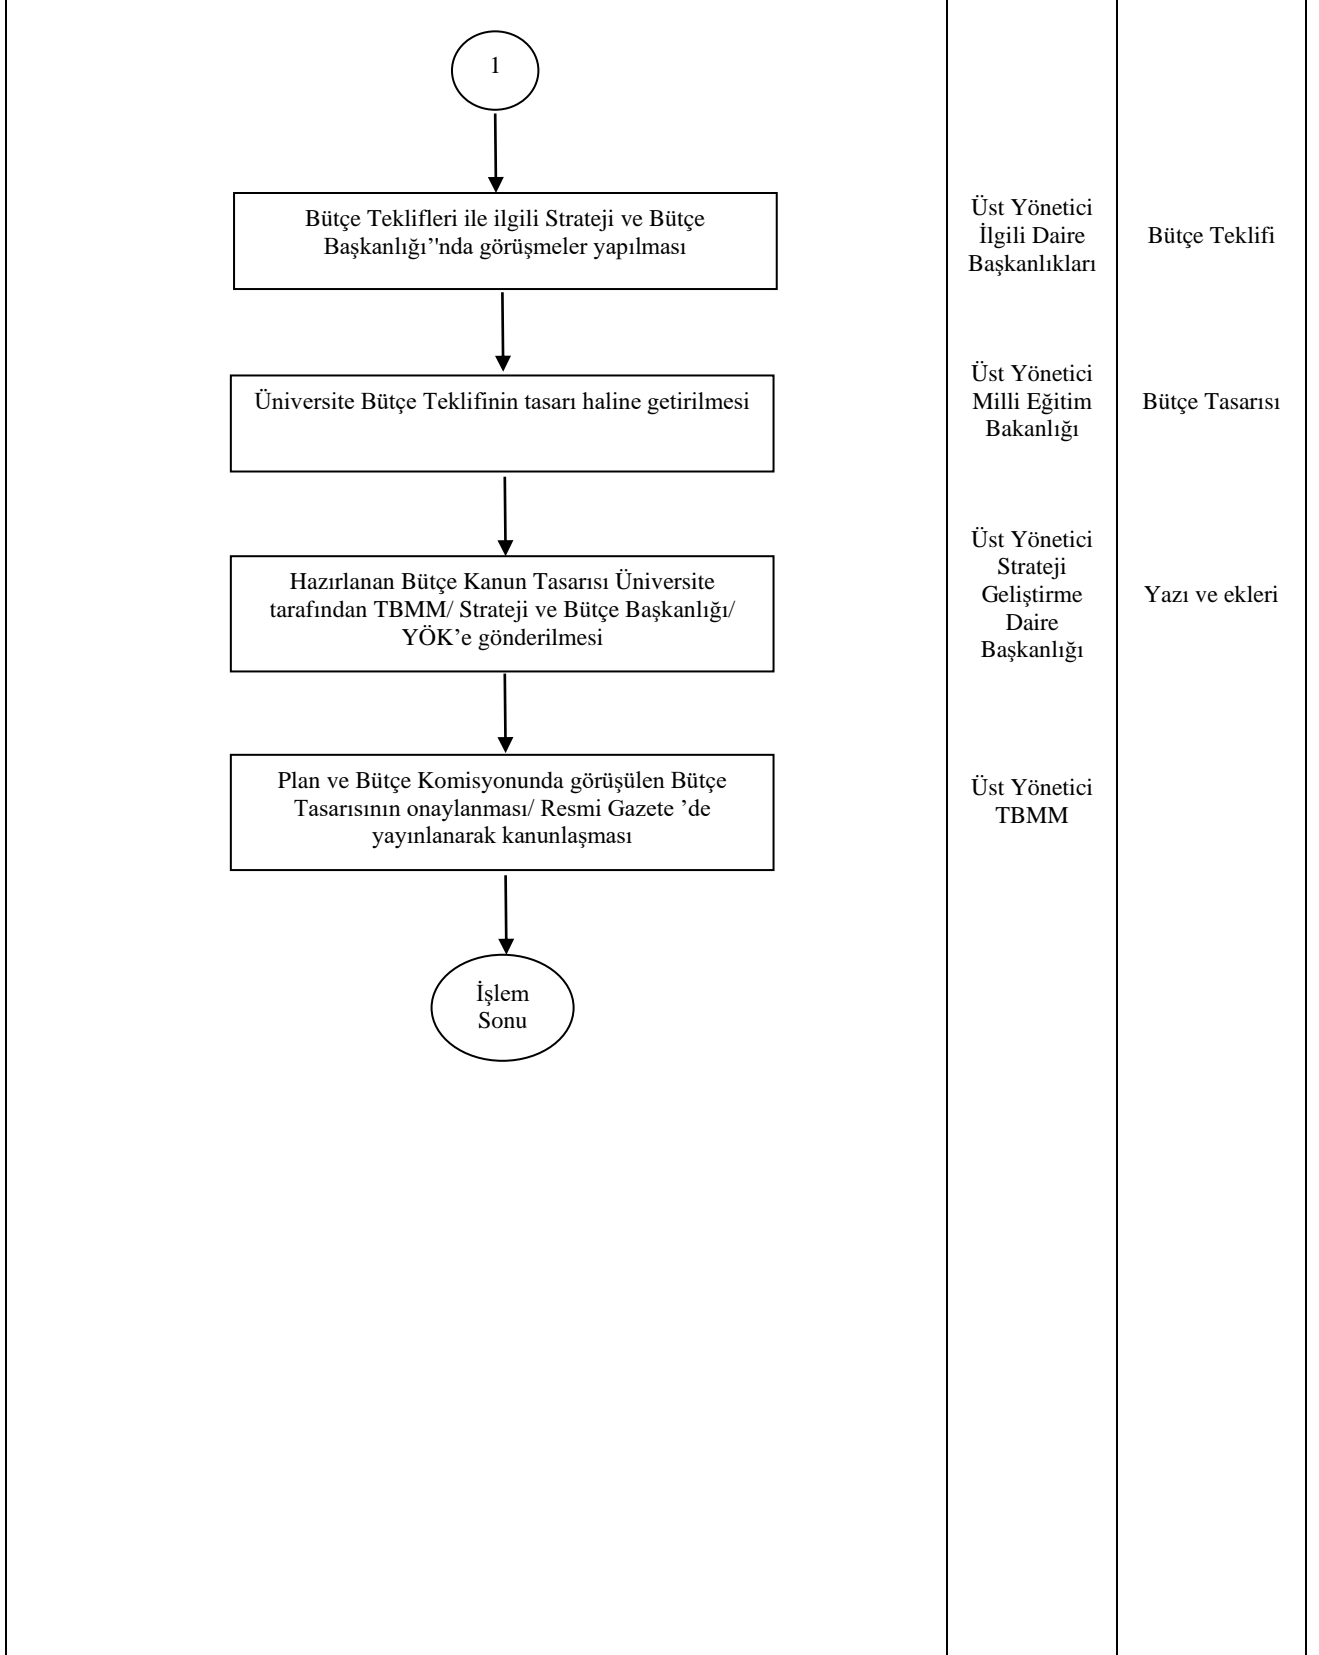 1
Bütçe Teklifleri ile ilgili Strateji ve Bütçe
Başkanlığı’'nda görüşmeler yapılması
Üst Yönetici
İlgili Daire
Başkanlıkları
Bütçe Teklifi
Üniversite Bütçe Teklifinin tasarı haline getirilmesi
Üst Yönetici
Milli Eğitim
Bakanlığı
Bütçe Tasarısı
Hazırlanan Bütçe Kanun Tasarısı Üniversite
tarafından TBMM/ Strateji ve Bütçe Başkanlığı/
YÖK’e gönderilmesi
Üst Yönetici
Strateji
Geliştirme
Daire
Başkanlığı
Yazı ve ekleri
Plan ve Bütçe Komisyonunda görüşülen Bütçe
Tasarısının onaylanması/ Resmi Gazete ’de
yayınlanarak kanunlaşması
Üst Yönetici
TBMM
İşlem
Sonu